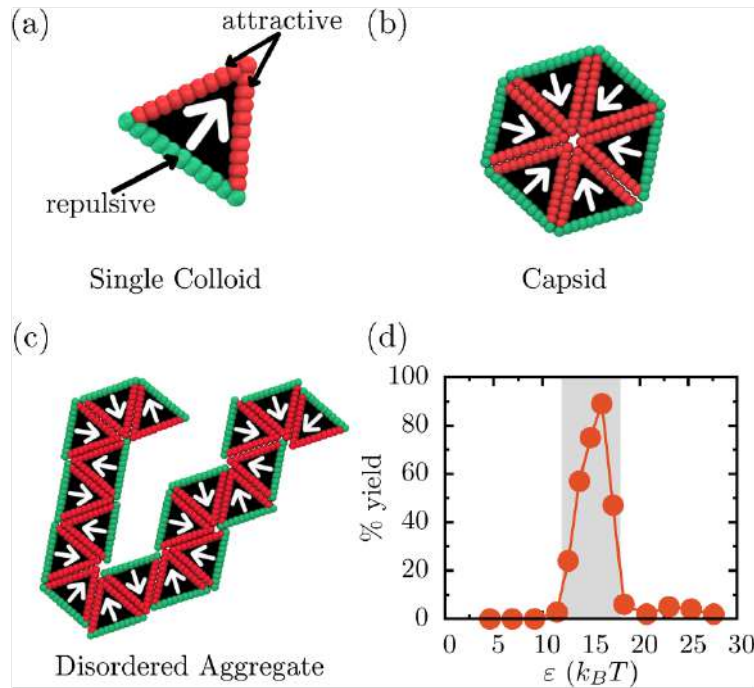 (a)
attractive
repulsive
Single Colloid
(b)
Capsid
(c)
Disordered Aggregate
(d)
% yield
100
80
60
40
20
0
0 5 10 15 20 25 30
ε (k_BT)